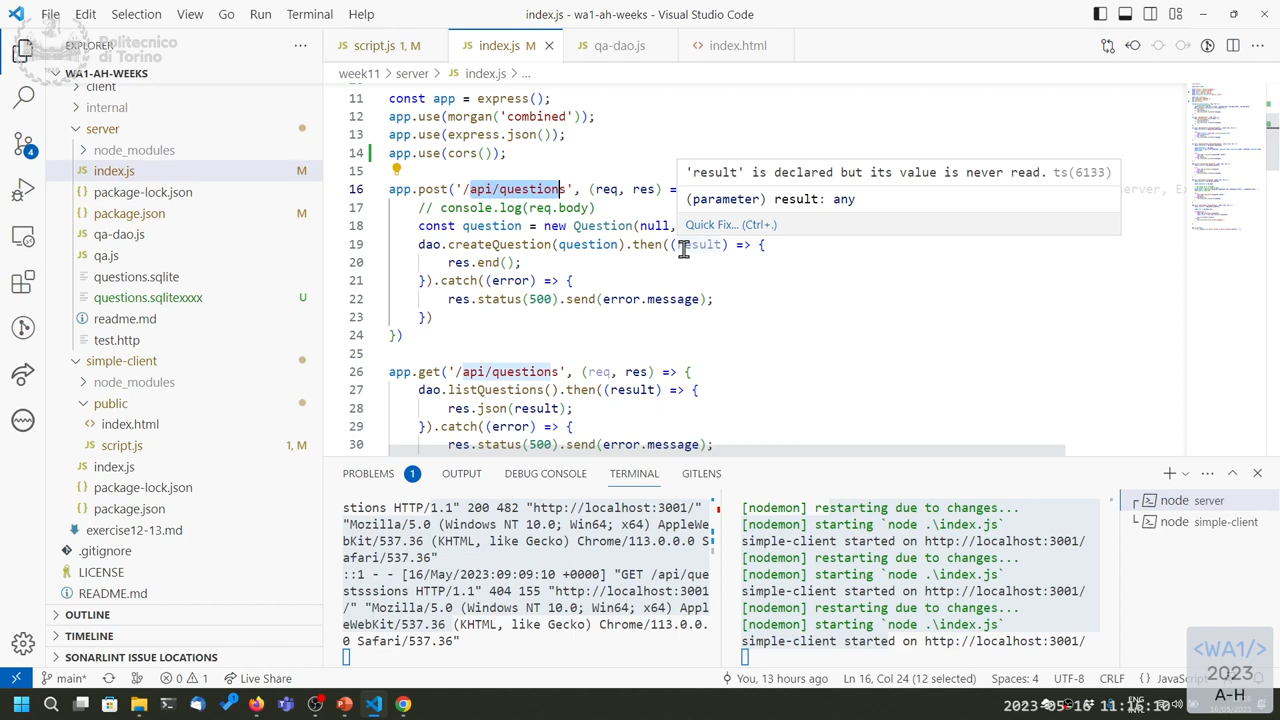 File Edit Selection View Go Run Terminal Help
index.js - wa1-ah-weeks - Visual Studio Code
EXPLORER
Politecnico
di Torino
WA1-AH-WEEKS
client
internal
server
node_modules
index.js M
package-lock.json
package.json M
qa-dao.js
qa.js
questions.sqlite
questions.sqlitexxxx U
readme.md
test.http
simple-client
node_modules
public
index.html
script.js 1, M
index.js
package-lock.json
package.json
exercise12-13.md
.gitignore
LICENSE
README.md
OUTLINE
TIMELINE
SONARLINT ISSUE LOCATIONS
script.js 1, M
index.js M
qa-dao.js
index.html
week11 > server > index.js > ...
11 const app = express();
12 app.use(morgan('combined'));
13 app.use(express.json());
14 app.use(cors());
15
16 app.post('/api/questions', (req, res) =
17 console.log(req.bod
18 const question = new Question(nul
19 dao.createQuestion(question).then((result) => {
20 res.end();
21 }).catch((error) => {
22 res.status(500).send(error.message);
23 })
24 })
25
26 app.get('/api/questions', (req, res) => {
27 dao.listQuestions().then((result) => {
28 res.json(result);
29 }).catch((error) => {
30 res.status(500).send(error.message);
'result' is declared but its value is never read. ts(6133)
(parameter) result: any
Quick Fix... (Ctrl+.)
PROBLEMS 1 OUTPUT DEBUG CONSOLE TERMINAL GITLENS
stions HTTP/1.1" 200 482 "http://localhost:3001/"
"Mozilla/5.0 (Windows NT 10.0; Win64; x64) AppleWe
bKit/537.36 (KHTML, like Gecko) Chrome/113.0.0.0 S
afari/537.36"
::1 - - [16/May/2023:09:09:10 +0000] "GET /api/que
stsssions HTTP/1.1" 404 155 "http://localhost:3001
/" "Mozilla/5.0 (Windows NT 10.0; Win64; x64) Appl
eWebKit/537.36 (KHTML, like Gecko) Chrome/113.0.0.
0 Safari/537.36"
[nodemon] restarting due to changes...
[nodemon] starting `node .\index.js`
simple-client started on http://localhost:3001/
[nodemon] restarting due to changes...
[nodemon] starting `node .\index.js`
simple-client started on http://localhost:3001/
[nodemon] restarting due to changes...
[nodemon] starting `node .\index.js`
simple-client started on http://localhost:3001/
node server
node simple-client
4
main* 0 1 Live Share
You, 13 hours ago Ln 16, Col 24 (12 selected) Spaces: 4 UTF-8 CRLF
<WA1/>
2023
A-H
ENG